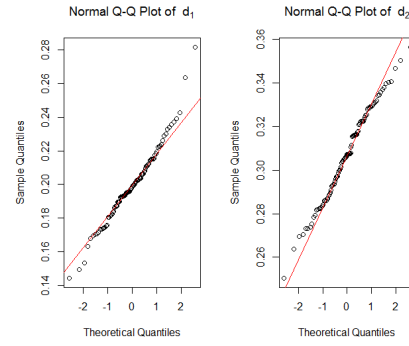 Normal Q-Q Plot of d1
Sample Quantiles
0.14 0.16 0.18 0.20 0.22 0.24 0.26 0.28
-2 -1 0 1 2
Theoretical Quantiles
Normal Q-Q Plot of d2
Sample Quantiles
0.26 0.28 0.30 0.32 0.34 0.36
-2 -1 0 1 2
Theoretical Quantiles